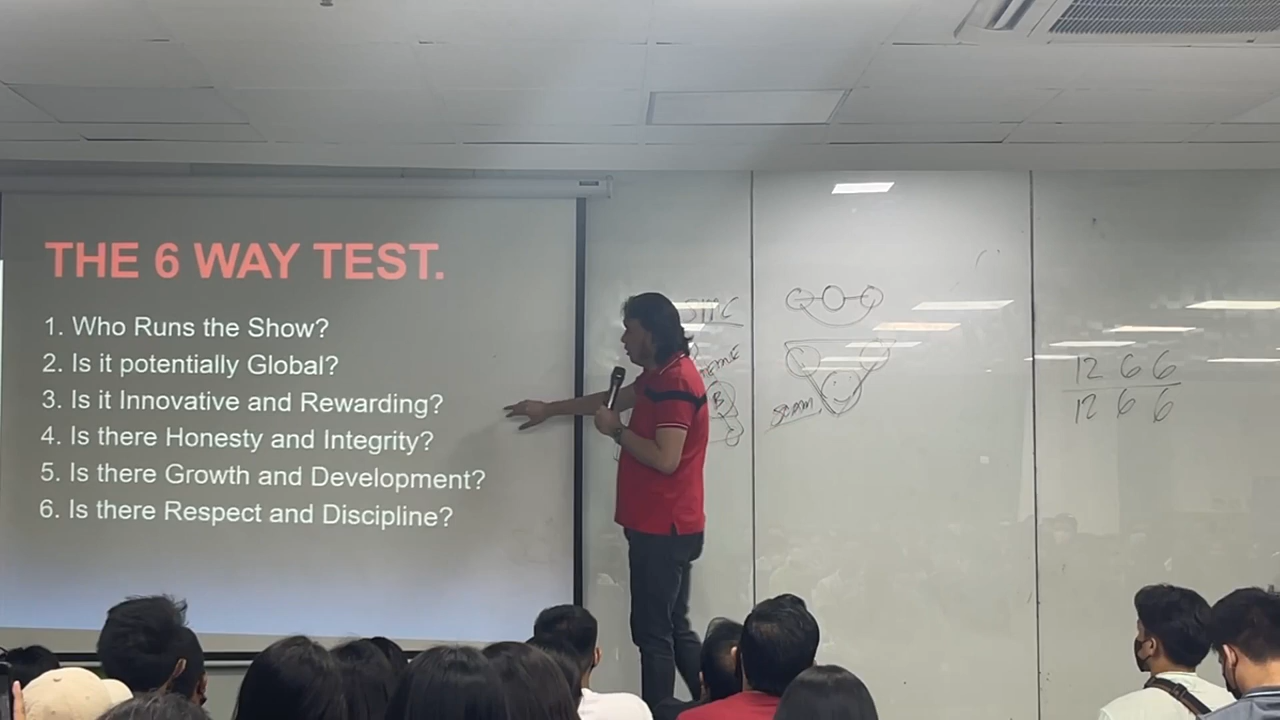 THE 6 WAY TEST.
1. Who Runs the Show?
2. Is it potentially Global?
3. Is it Innovative and Rewarding?
4. Is there Honesty and Integrity?
5. Is there Growth and Development?
6. Is there Respect and Discipline?
B
SCAM
12 6 6
12 6 6